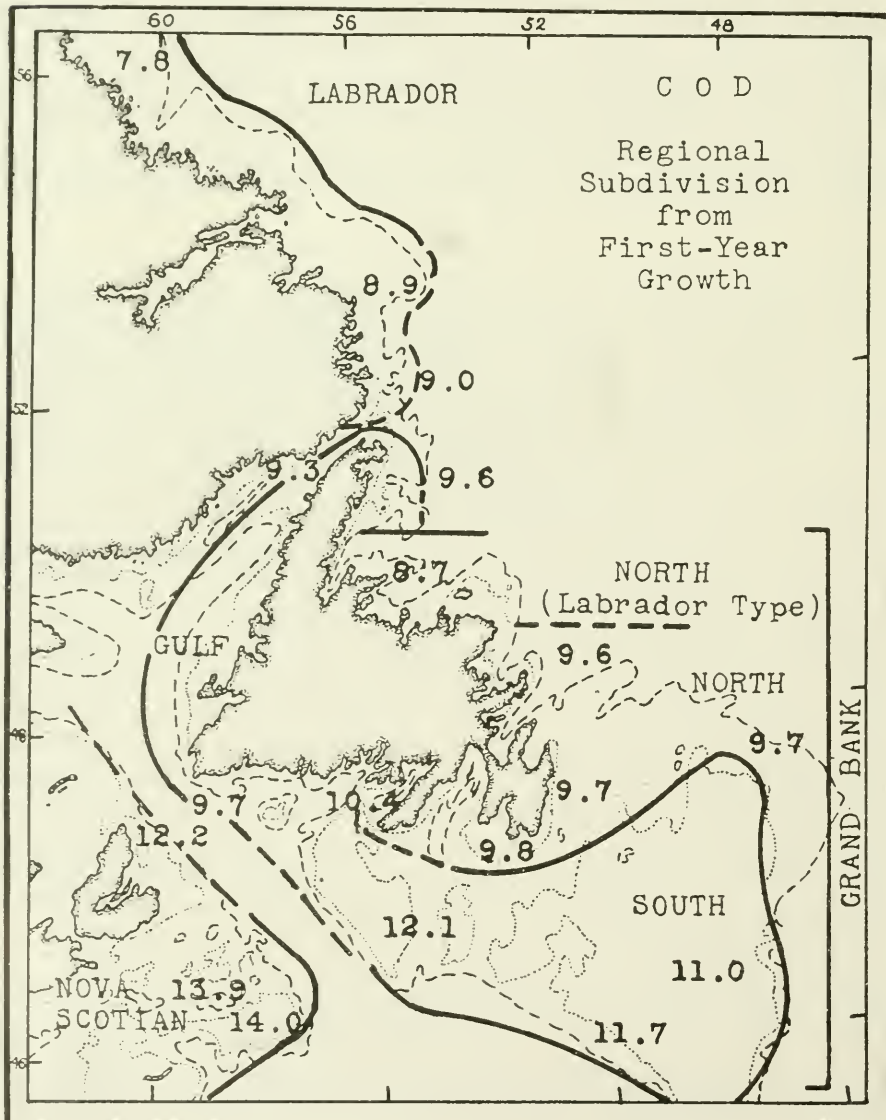 60 56 52 48
56
7.8
LABRADOR
COD
Regional
Subdivision
from
First-Year
Growth
8.9
9.0
52
9.3
9.6
8.7
NORTH
(Labrador Type)
GULF
9.6
NORTH
48
9.7
9.7
10.4
9.7
12.2
9.8
GRAND BANK
SOUTH
12.1
11.0
NOVA
SCOTIAN
13.9
14.0
11.7
46